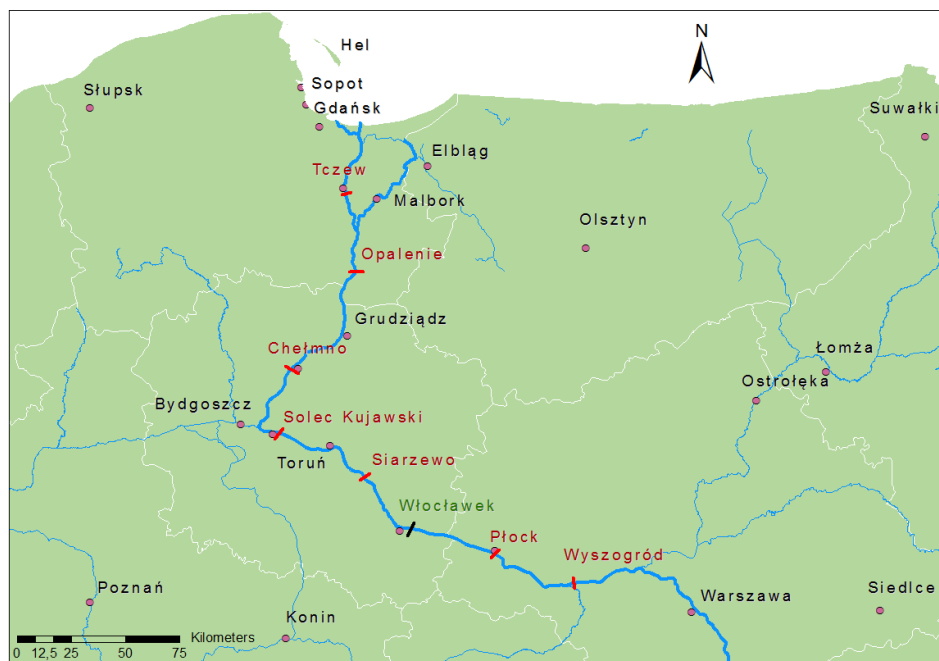 N
Hel
Sopot
Słupsk
Gdańsk
Suwałki
Elbląg
Tczew
Malbork
Olsztyn
Opalenie
Grudziądz
Chełmno
Łomża
Ostrołęka
Bydgoszcz
Solec Kujawski
Toruń
Siarzewo
Włocławek
Płock
Wyszogród
Poznań
Warszawa
Siedlce
Konin
Kilometers
0 12,5 25 50 75